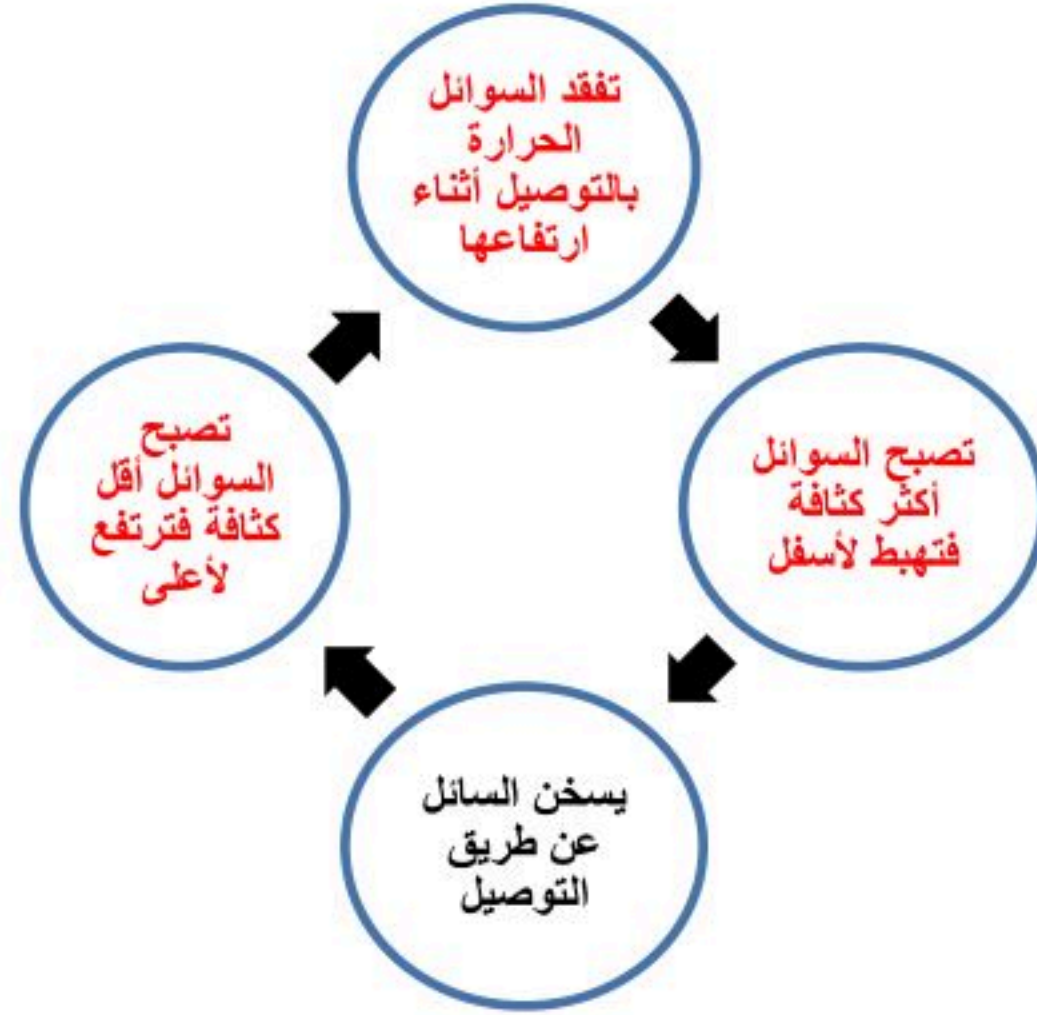 تفقد السوائل
الحرارة
بالتوصيل أثناء
ارتفاعها
تصبح السوائل
أكثر كثافة
فتهبط لأسفل
يسخن السائل
عن طريق
التوصيل
تصبح
السوائل أقل
كثافة فترتفع
لأعلى